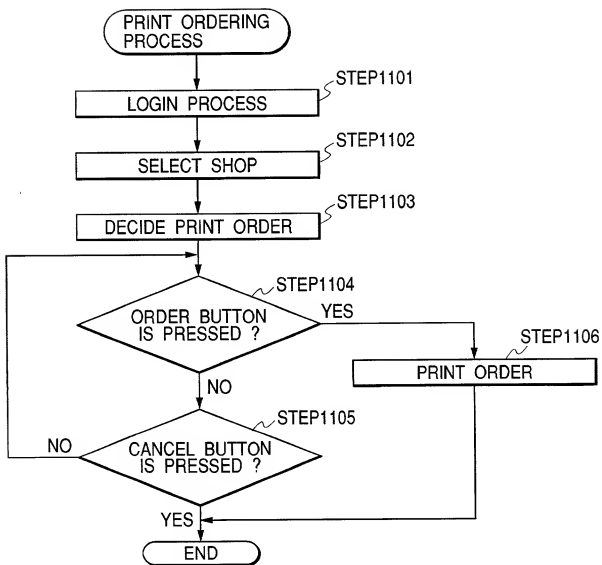 PRINT ORDERING
PROCESS
STEP1101
LOGIN PROCESS
STEP1102
SELECT SHOP
STEP1103
DECIDE PRINT ORDER
STEP1104
ORDER BUTTON
IS PRESSED ?
YES
STEP1106
PRINT ORDER
NO
STEP1105
CANCEL BUTTON
IS PRESSED ?
NO
YES
END